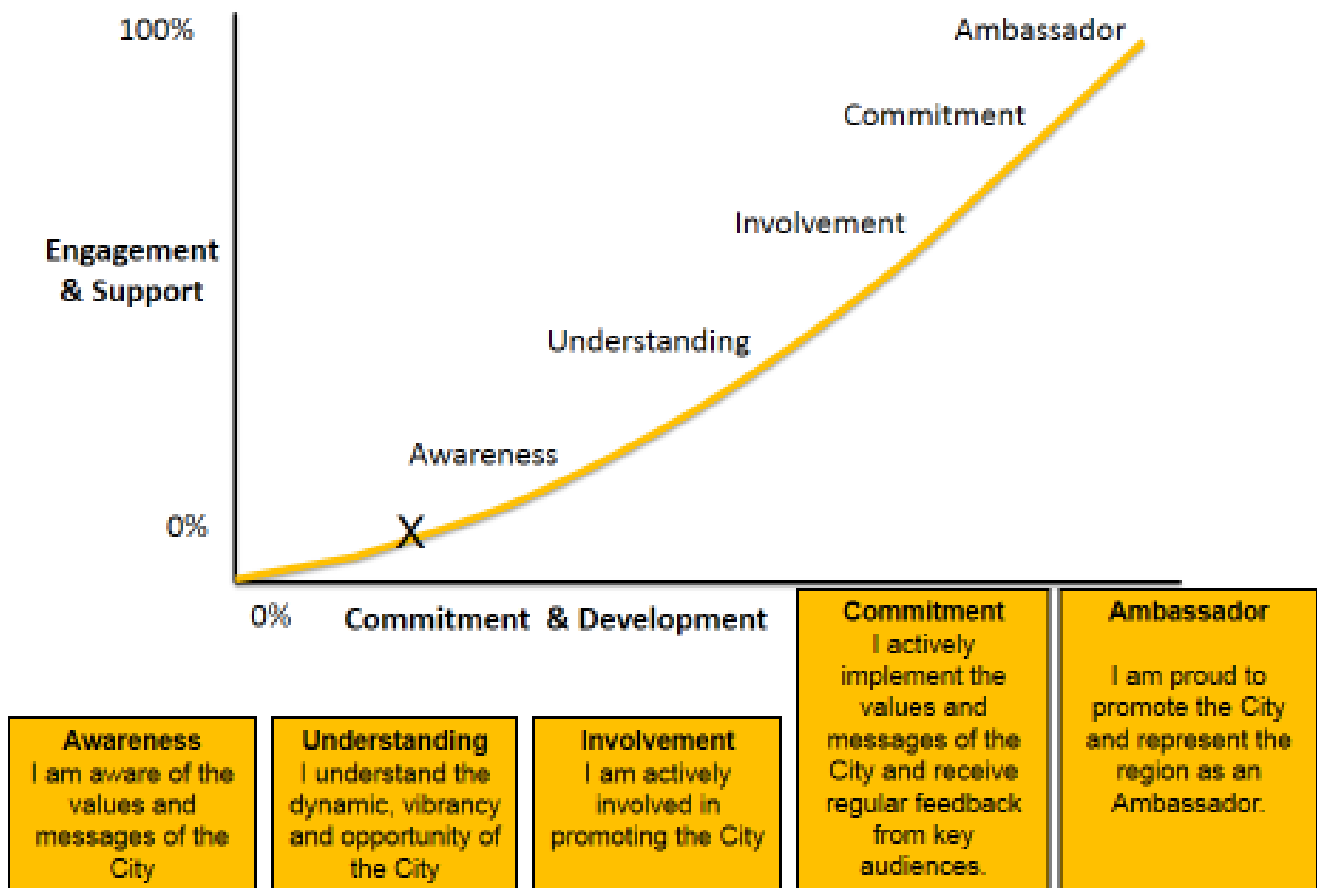 100%
Ambassador
Commitment
Involvement
Engagement
& Support
Understanding
Awareness
0%
X
0%
Commitment & Development
Awareness
I am aware of the
values and
messages of the
City
Understanding
I understand the
dynamic, vibrancy
and opportunity of
the City
Involvement
I am actively
involved in
promoting the City
Commitment
I actively
implement the
values and
messages of the
City and receive
regular feedback
from key
audiences.
Ambassador
I am proud to
promote the City
and represent the
region as an
Ambassador.